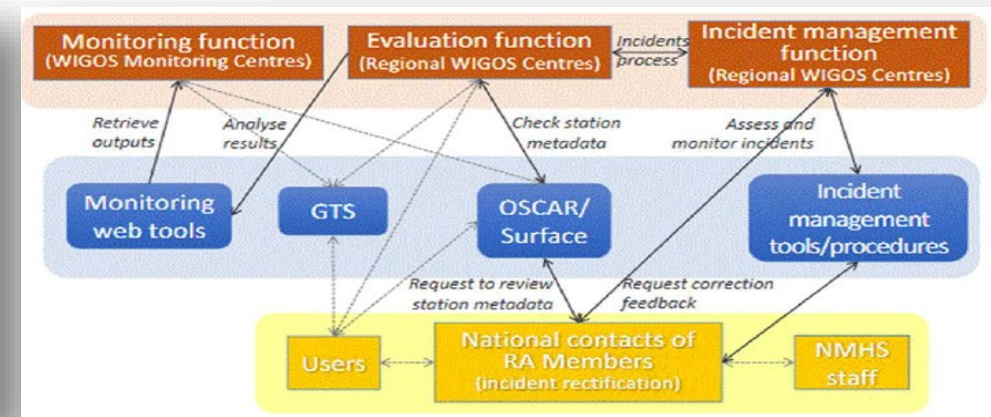 Monitoring function
(WIGOS Monitoring Centres)
Evaluation function
(Regional WIGOS Centres)
Incidents
process
Incident management
function
(Regional WIGOS Centres)
Retrieve
outputs
Analyse
results
Check station
metadata
Assess and
monitor incidents
Monitoring
web tools
GTS
OSCAR/
Surface
Incident
management
tools/procedures
Request to review
station metadata
Request correction
feedback
Users
National contacts of
RA Members
(incident rectification)
NMHS
staff